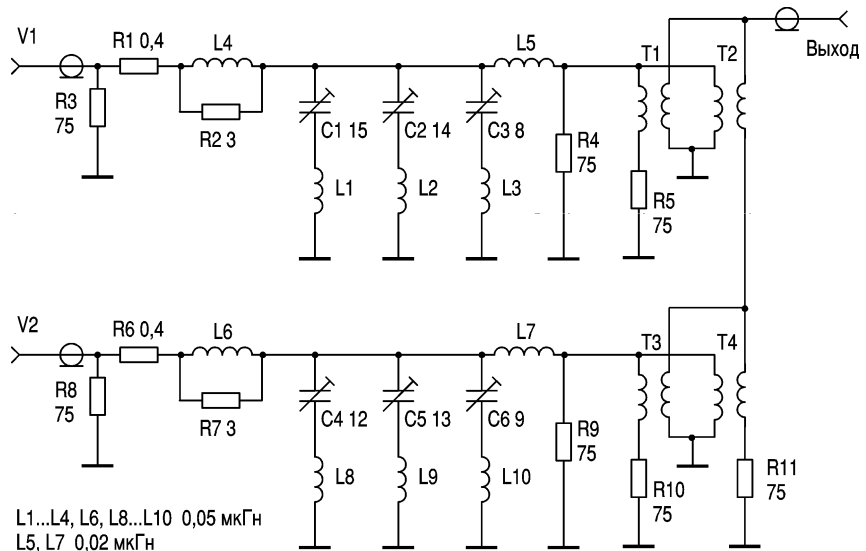 V1
R1 0,4
L4
L5
T1
T2
Выход
R3
75
R2 3
C1 15
C2 14
C3 8
R4
75
L1
L2
L3
R5
75
V2
R6 0,4
L6
L7
T3
T4
R8
75
R7 3
C4 12
C5 13
C6 9
R9
75
L8
L9
L10
R10
75
R11
75
L1...L4, L6, L8...L10 0,05 мкГн
L5, L7 0,02 мкГн